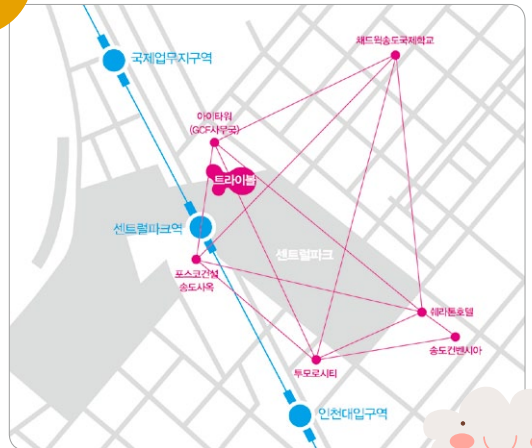 국제업무지구역
채드윅송도국제학교
아이타워
(GCF사무국)
트라이볼
센트럴파크역
센트럴파크
포스코건설
송도사옥
쉐라톤호텔
송도컨벤시아
투모로시티
인천대입구역